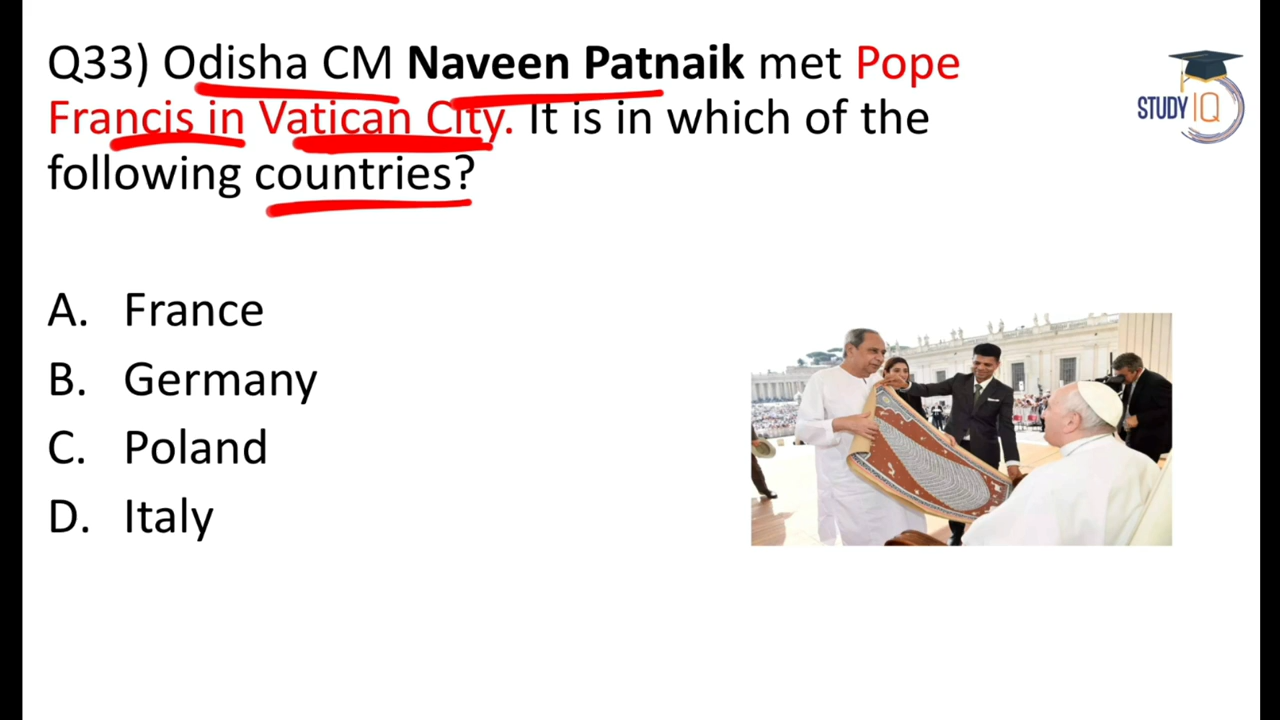 Q33) Odisha CM Naveen Patnaik met Pope
Francis in Vatican City. It is in which of the
following countries?
STUDY IQ
A. France
B. Germany
C. Poland
D. Italy